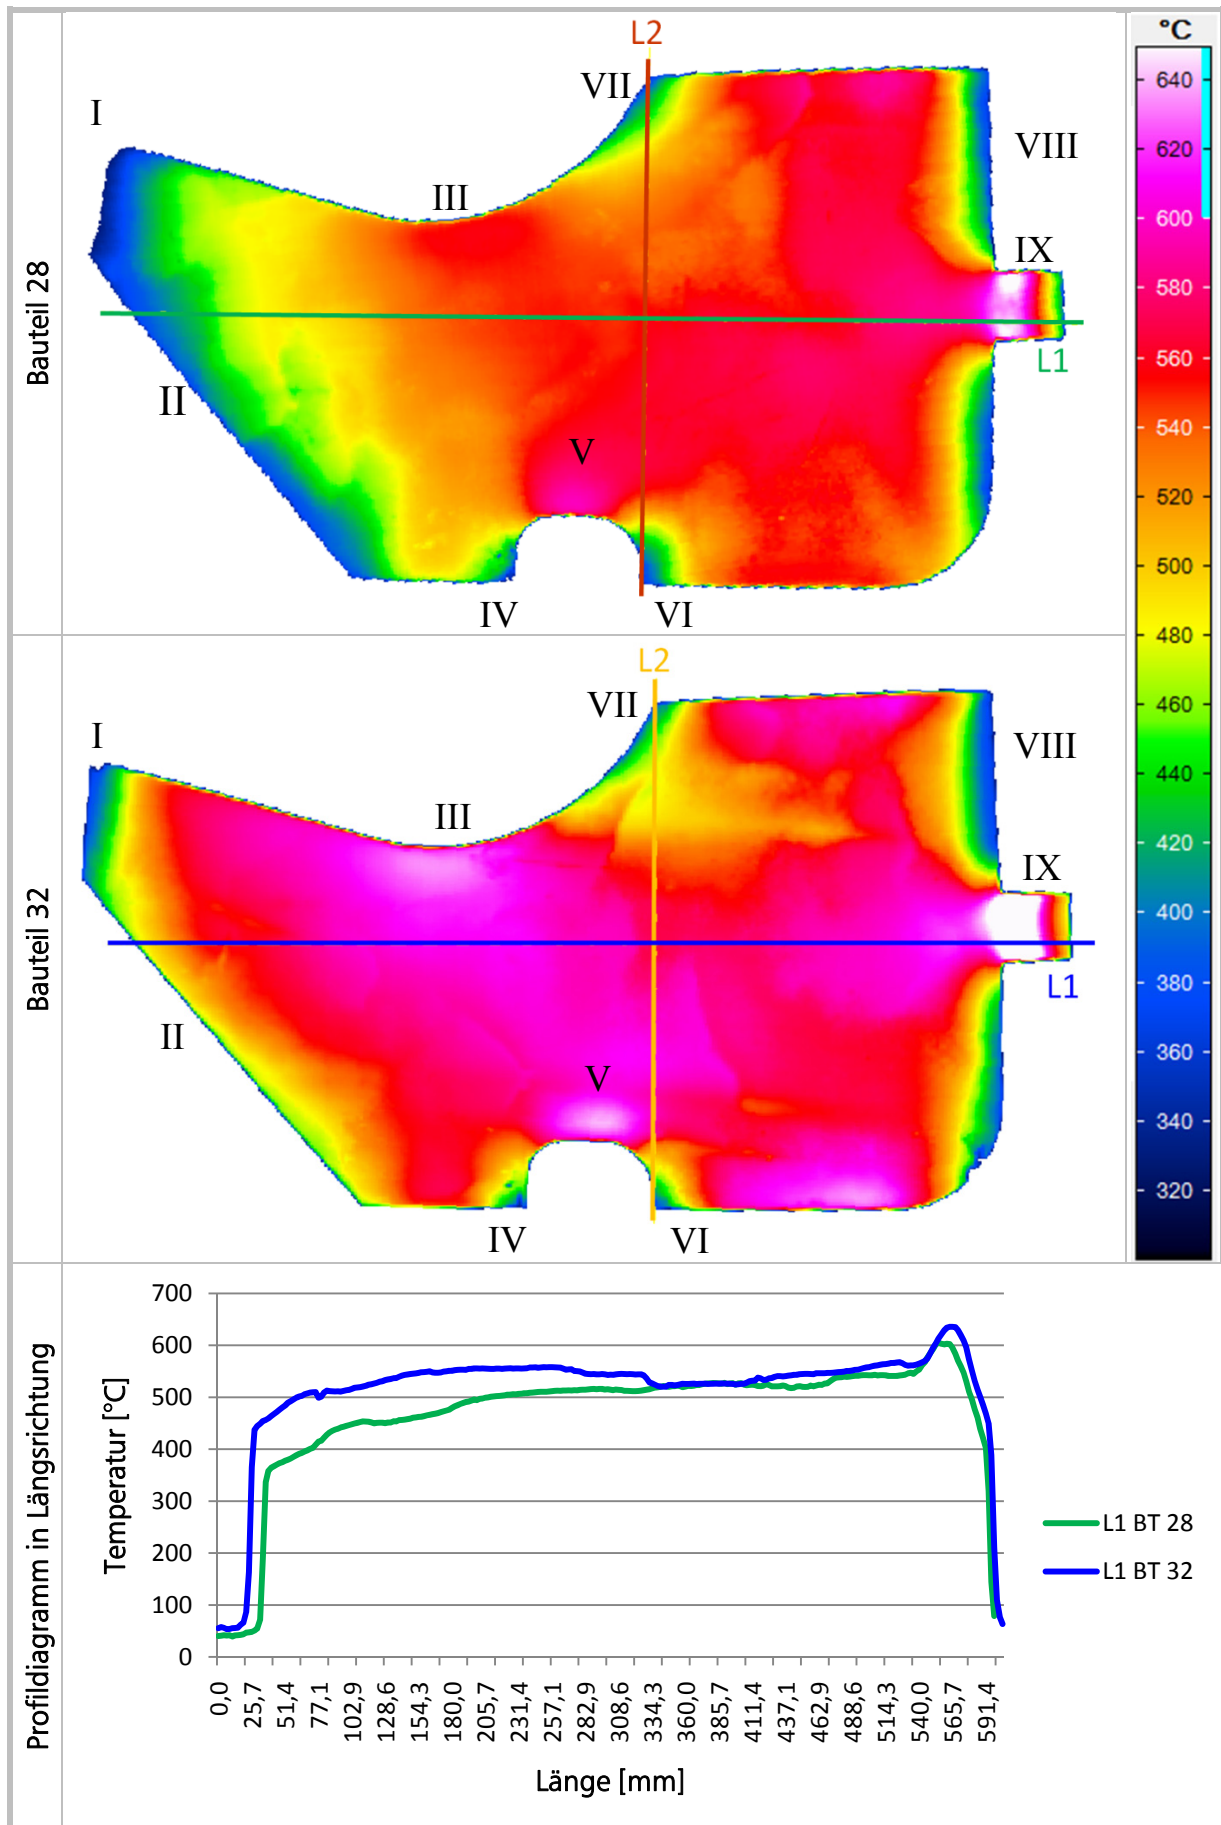 °C
640
620
600
580
560
540
520
500
480
460
440
420
400
380
360
340
320
Bauteil 28
L2
I
VII
VIII
III
IX
L1
II
V
IV
VI
Bauteil 32
L2
I
VII
VIII
III
IX
L1
II
V
IV
VI
Profildiagramm in Längsrichtung
Temperatur [°C]
700
600
500
400
300
200
100
0
0,0
25,7
51,4
77,1
102,9
128,6
154,3
180,0
205,7
231,4
257,1
282,9
308,6
334,3
360,0
385,7
411,4
437,1
462,9
488,6
514,3
540,0
565,7
591,4
Länge [mm]
L1 BT 28
L1 BT 32